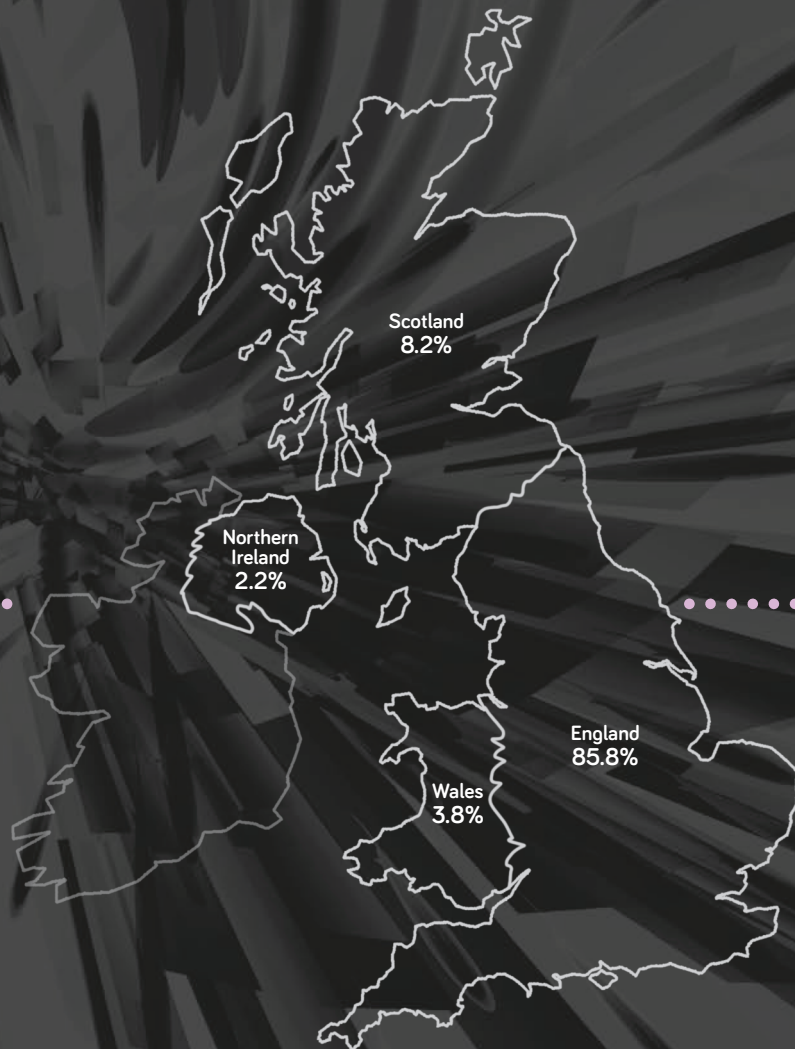 Scotland
8.2%
Northern
Ireland
2.2%
England
85.8%
Wales
3.8%